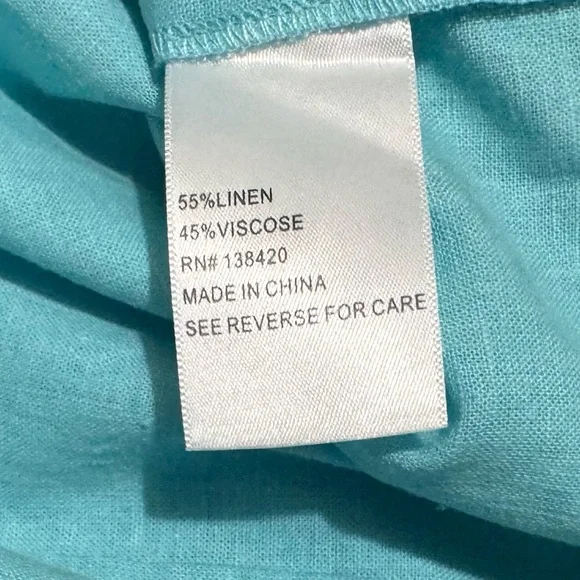 55%LINEN
45%VISCOSE
RN# 138420
MADE IN CHINA
SEE REVERSE FOR CARE